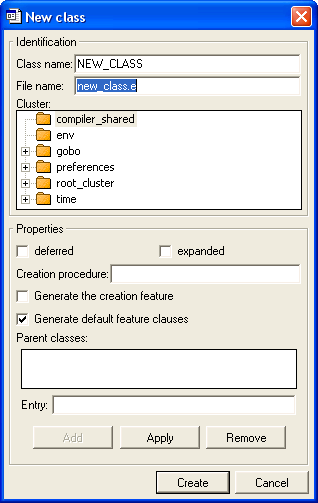 New class
Identification
Class name: NEW_CLASS
File name: new_class.e
Cluster:
compiler_shared
env
gobo
preferences
root_cluster
time
Properties
deferred expanded
Creation procedure:
Generate the creation feature
Generate default feature clauses
Parent classes:
Entry:
Add Apply Remove
Create Cancel